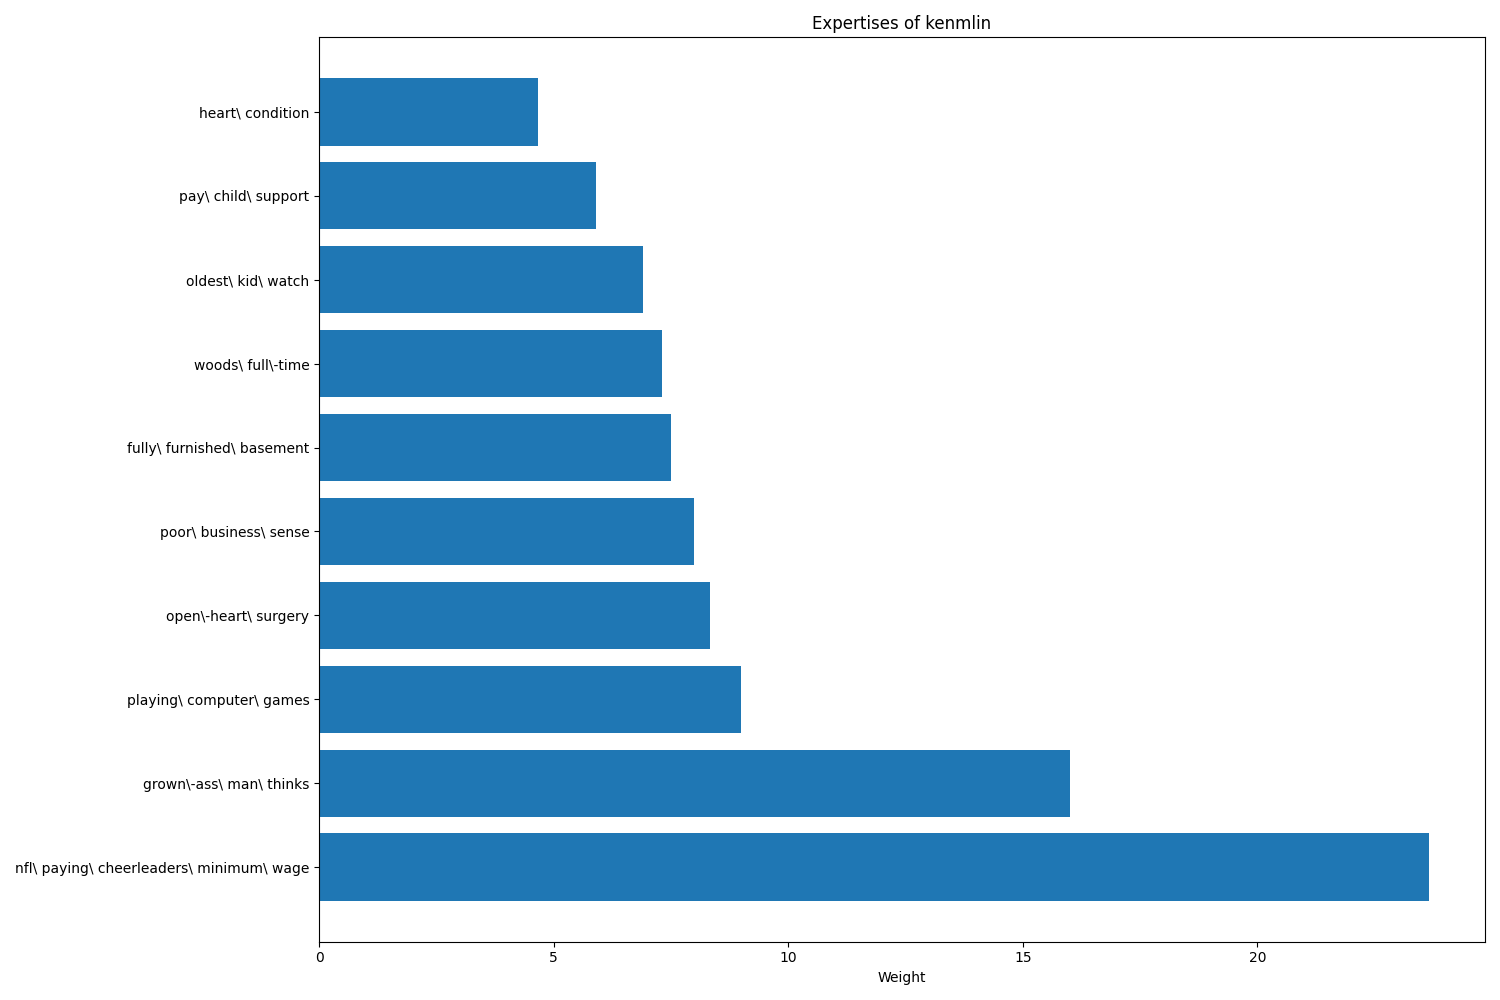 Expertises of kenmlin
heart\ condition
pay\ child\ support
oldest\ kid\ watch
woods\ full\-time
fully\ furnished\ basement
poor\ business\ sense
open\-heart\ surgery
playing\ computer\ games
grown\-ass\ man\ thinks
nfl\ paying\ cheerleaders\ minimum\ wage
0 5 10 15 20
Weight